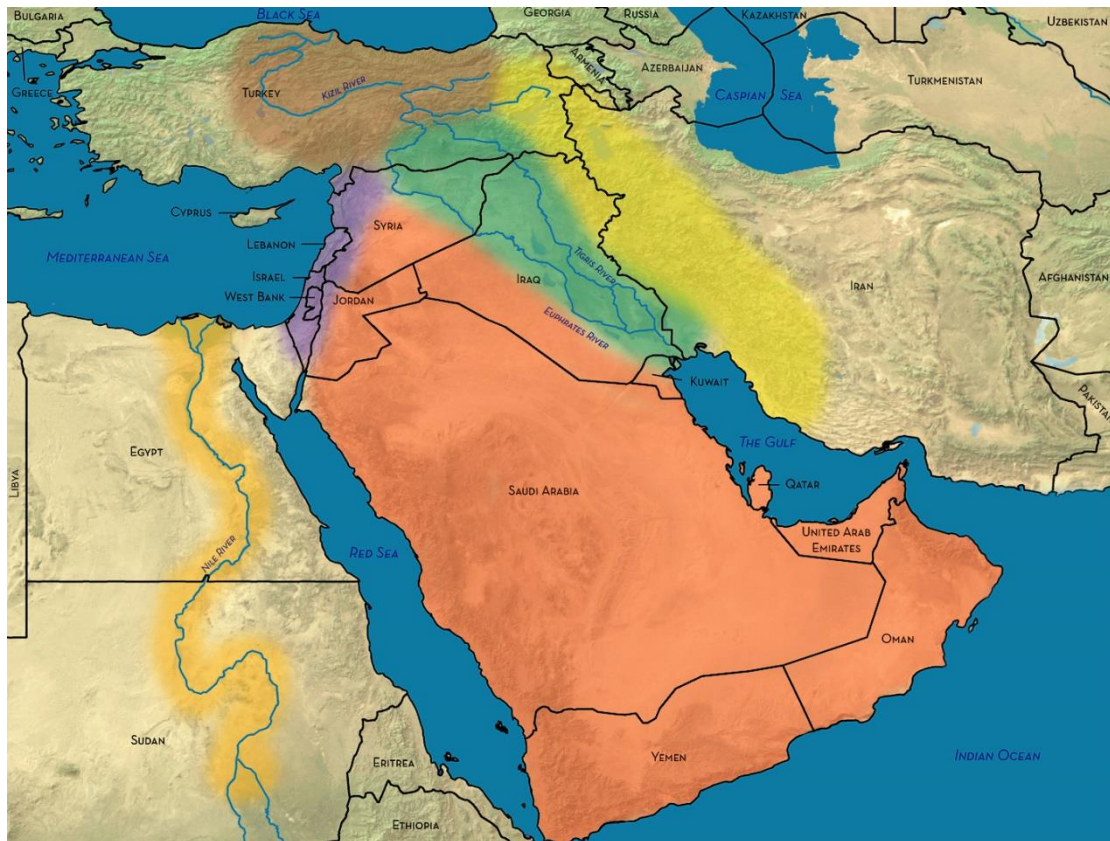 Bulgaria
Black Sea
Georgia
Russia
Kazakhstan
Uzbekistan
Greece
Turkey
Kizil River
Armenia
Azerbaijan
Caspian Sea
Turkmenistan
Cyprus
Syria
Lebanon
Mediterranean Sea
Israel
West Bank
Jordan
Iraq
Tigris River
Euphrates River
Iran
Afghanistan
Kuwait
Pakistan
The Gulf
Egypt
Libya
Saudi Arabia
Qatar
United Arab
Emirates
Nile River
Red Sea
Oman
Sudan
Yemen
Indian Ocean
Eritrea
Ethiopia